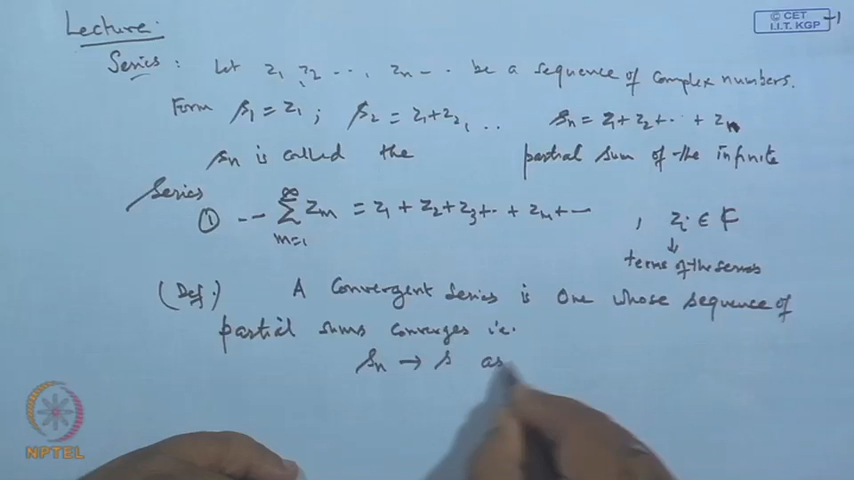 Lecture.
© CET
I.I.T. KGP
-1
Series : Let z1, z2 ..., zn -.. be a sequence of complex numbers.
Form s1 = z1 ; s2 = z1+z2, ... sn = z1+z2+..+zn
sn is called the partial sum of the infinite
Series
① -- ∑_{m=1}^{∞} zm = z1 + z2 + z3 +.. + zm +-- , zi ∈ ₵
↓
terms of the series
(Def.) A Convergent series is one whose sequence of
partial sums converges i.e.
sn → s as
NPTEL